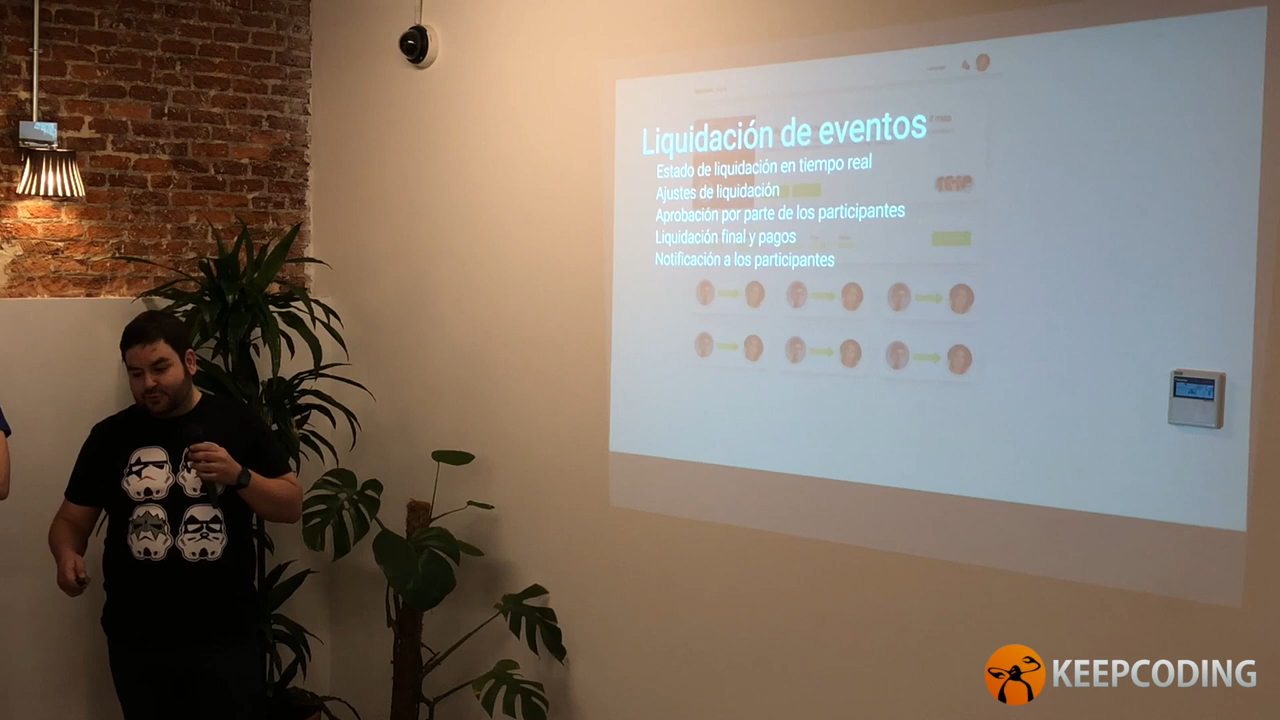 Liquidación de eventos
Estado de liquidación en tiempo real
Ajustes de liquidación
Aprobación por parte de los participantes
Liquidación final y pagos
Notificación a los participantes
KEEPCODING